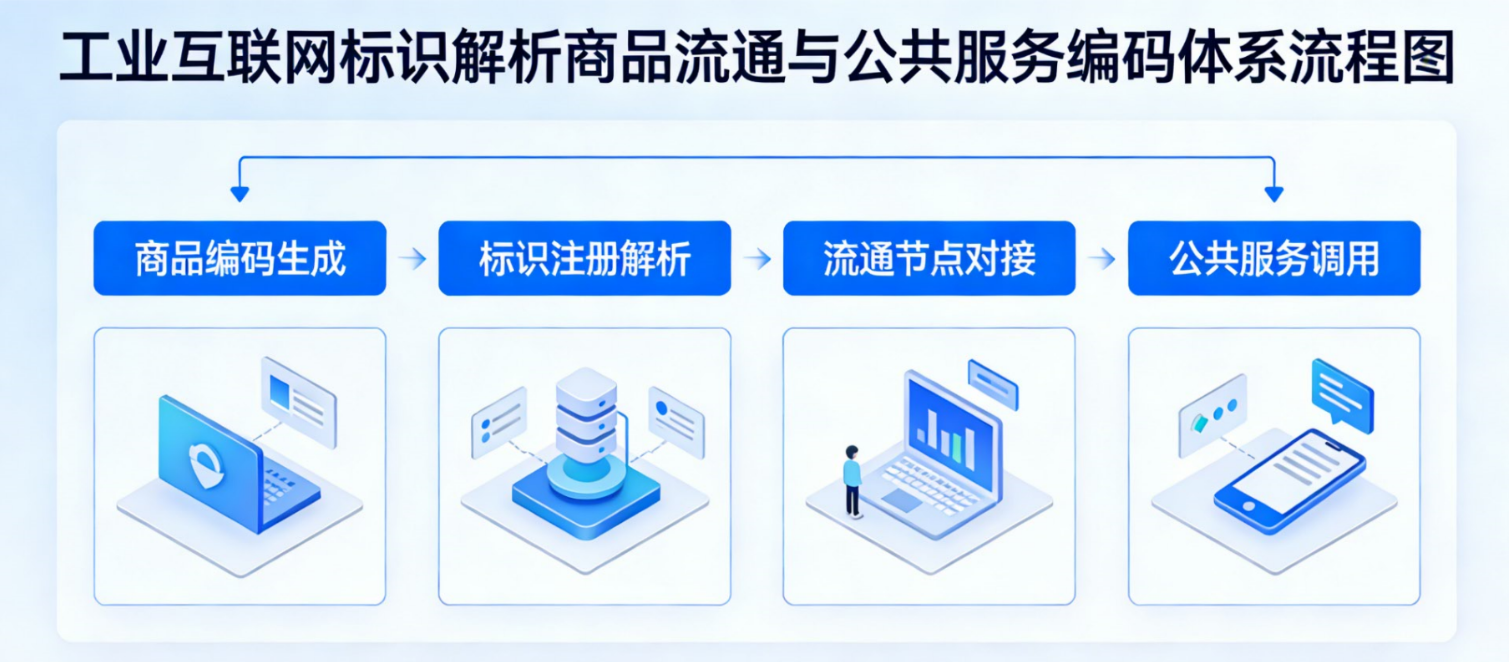 工业互联网标识解析商品流通与公共服务编码体系流程图
商品编码生成
标识注册解析
流通节点对接
公共服务调用